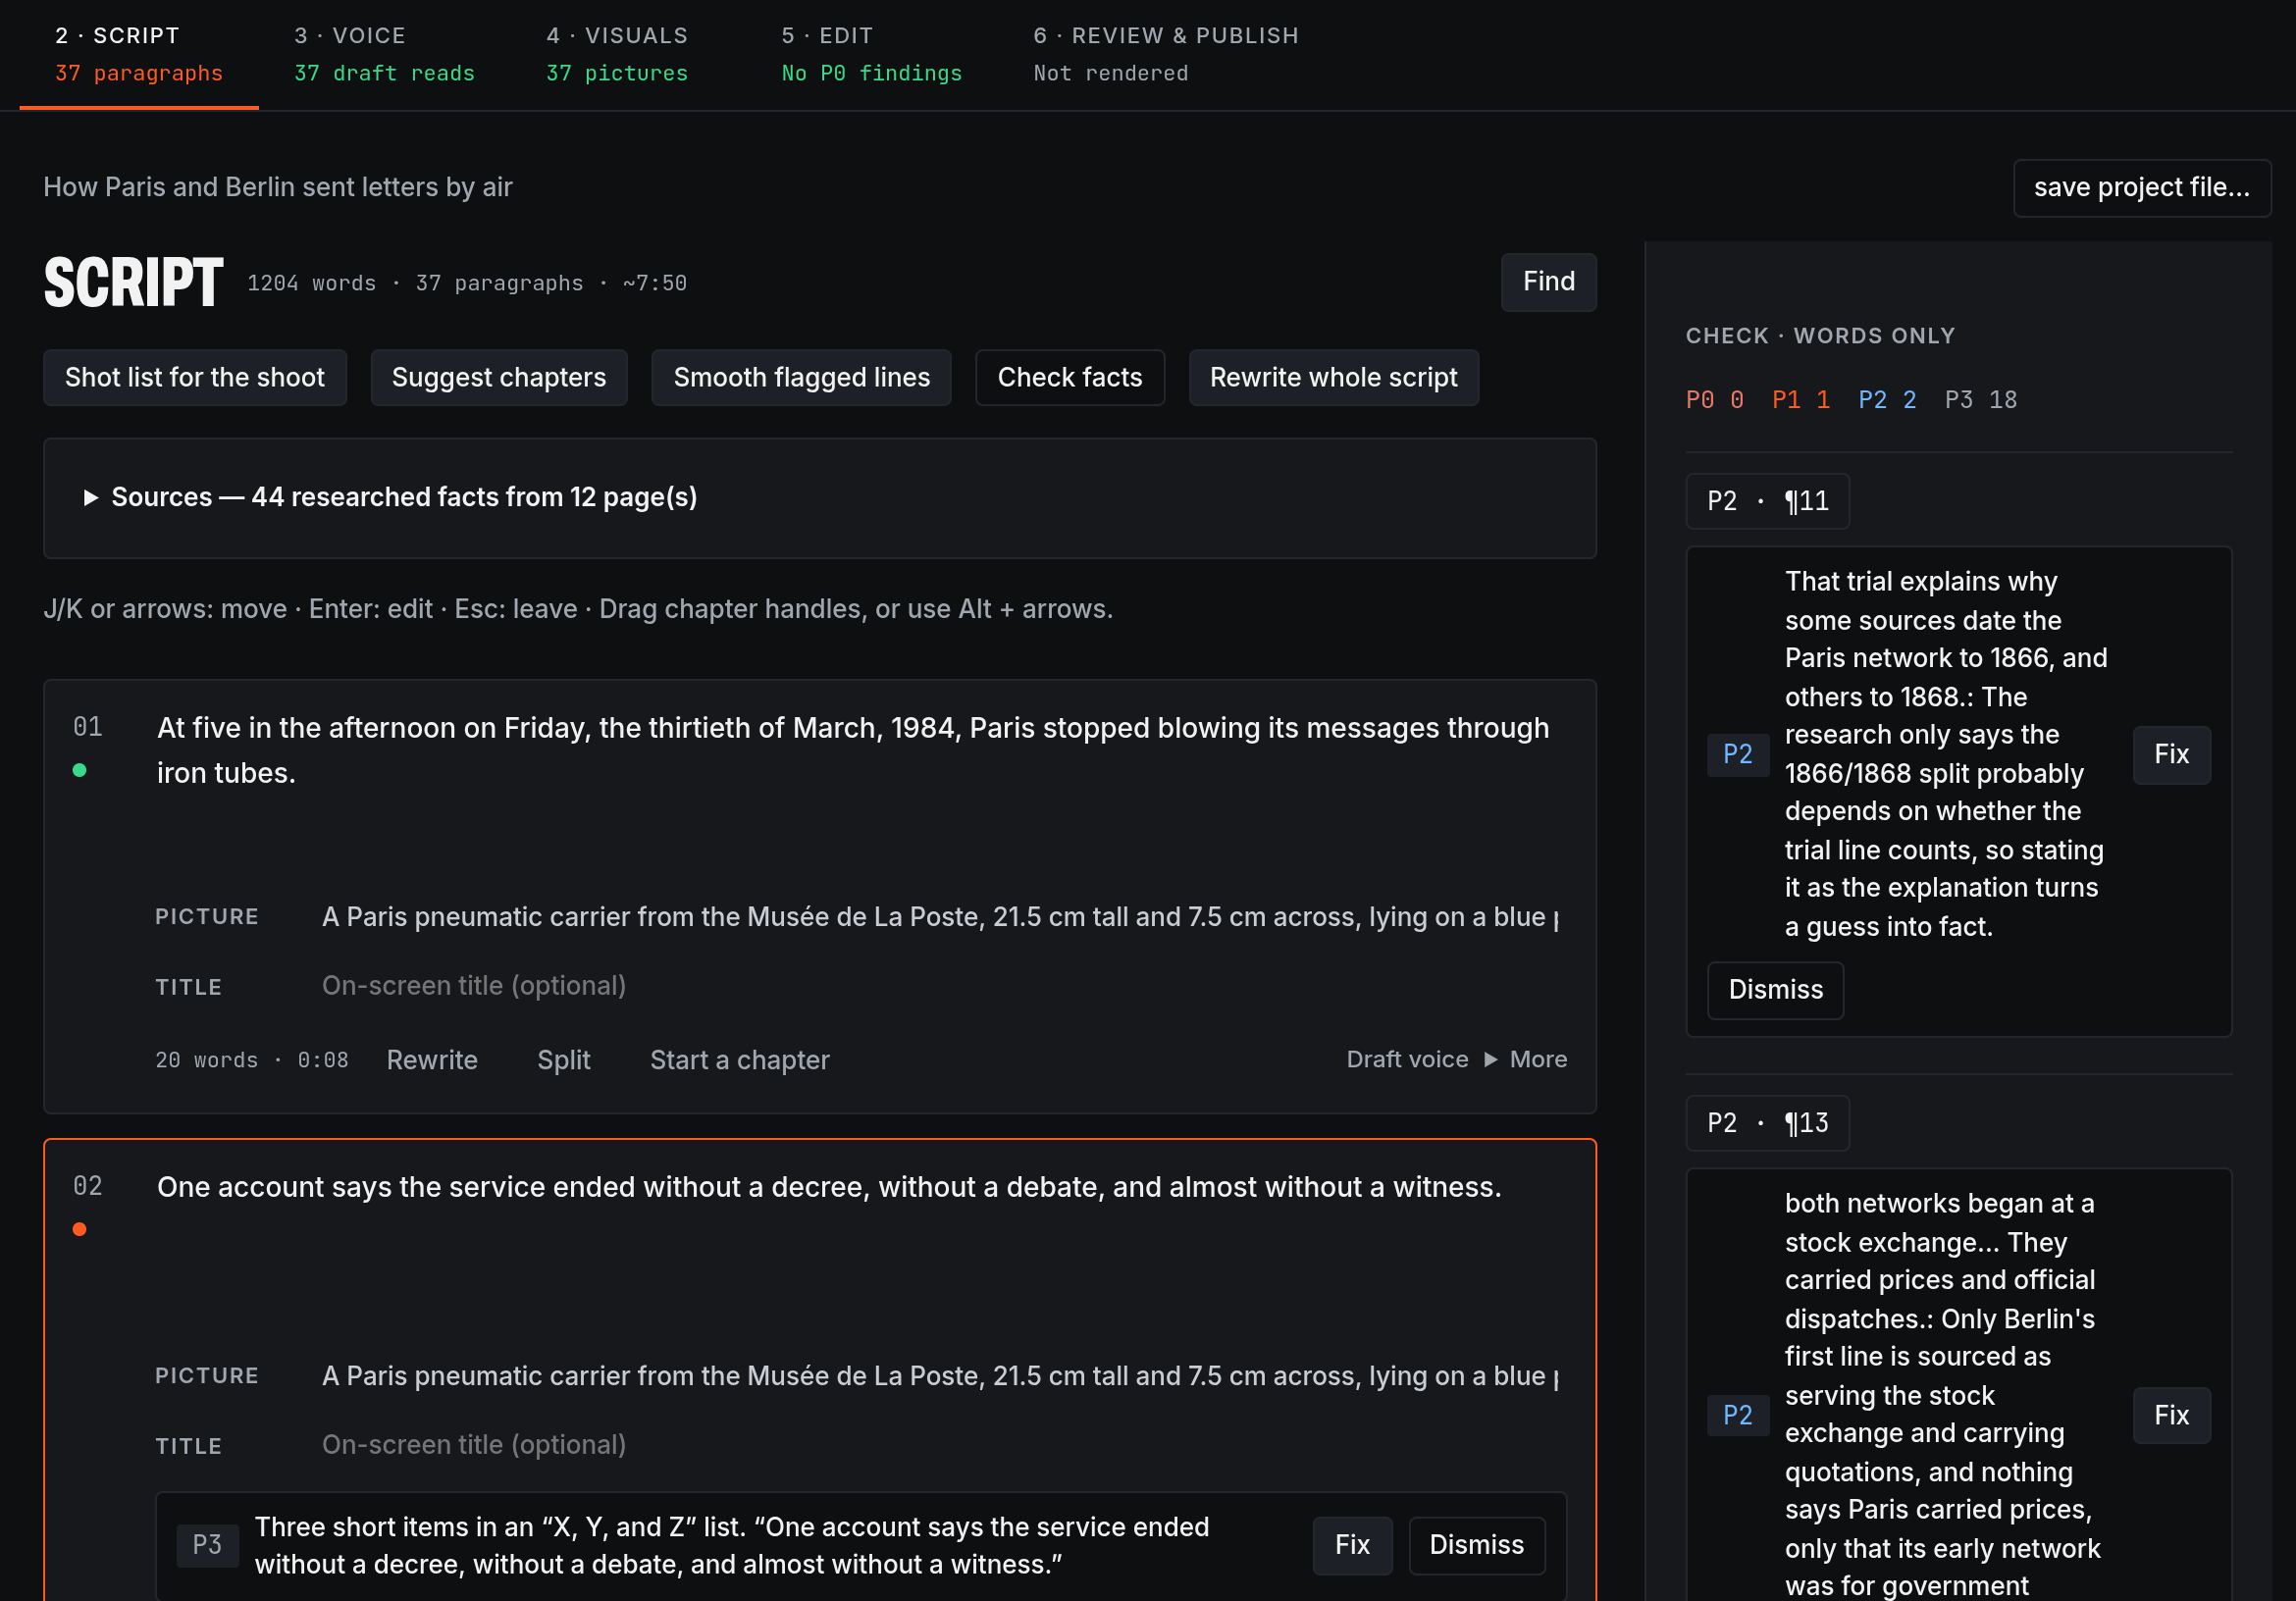 2 · SCRIPT
37 paragraphs
3 · VOICE
37 draft reads
4 · VISUALS
37 pictures
5 · EDIT
No P0 findings
6 · REVIEW & PUBLISH
Not rendered
How Paris and Berlin sent letters by air
save project file...
SCRIPT
1204 words · 37 paragraphs · ~7:50
Find
Shot list for the shoot
Suggest chapters
Smooth flagged lines
Check facts
Rewrite whole script
▶ Sources — 44 researched facts from 12 page(s)
J/K or arrows: move · Enter: edit · Esc: leave · Drag chapter handles, or use Alt + arrows.
01
At five in the afternoon on Friday, the thirtieth of March, 1984, Paris stopped blowing its messages through
iron tubes.
PICTURE
A Paris pneumatic carrier from the Musée de La Poste, 21.5 cm tall and 7.5 cm across, lying on a blue
TITLE
On-screen title (optional)
20 words · 0:08
Rewrite
Split
Start a chapter
Draft voice
▶ More
02
One account says the service ended without a decree, without a debate, and almost without a witness.
PICTURE
A Paris pneumatic carrier from the Musée de La Poste, 21.5 cm tall and 7.5 cm across, lying on a blue
TITLE
On-screen title (optional)
P3
Three short items in an “X, Y, and Z” list. “One account says the service ended
without a decree, without a debate, and almost without a witness.”
Fix
Dismiss
CHECK · WORDS ONLY
P0 0 P1 1 P2 2 P3 18
P2 · ¶11
P2
That trial explains why
some sources date the
Paris network to 1866, and
others to 1868.: The
research only says the
1866/1868 split probably
depends on whether the
trial line counts, so stating
it as the explanation turns
a guess into fact.
Fix
Dismiss
P2 · ¶13
P2
both networks began at a
stock exchange... They
carried prices and official
dispatches.: Only Berlin's
first line is sourced as
serving the stock
exchange and carrying
quotations, and nothing
says Paris carried prices,
only that its early network
was for government
Fix